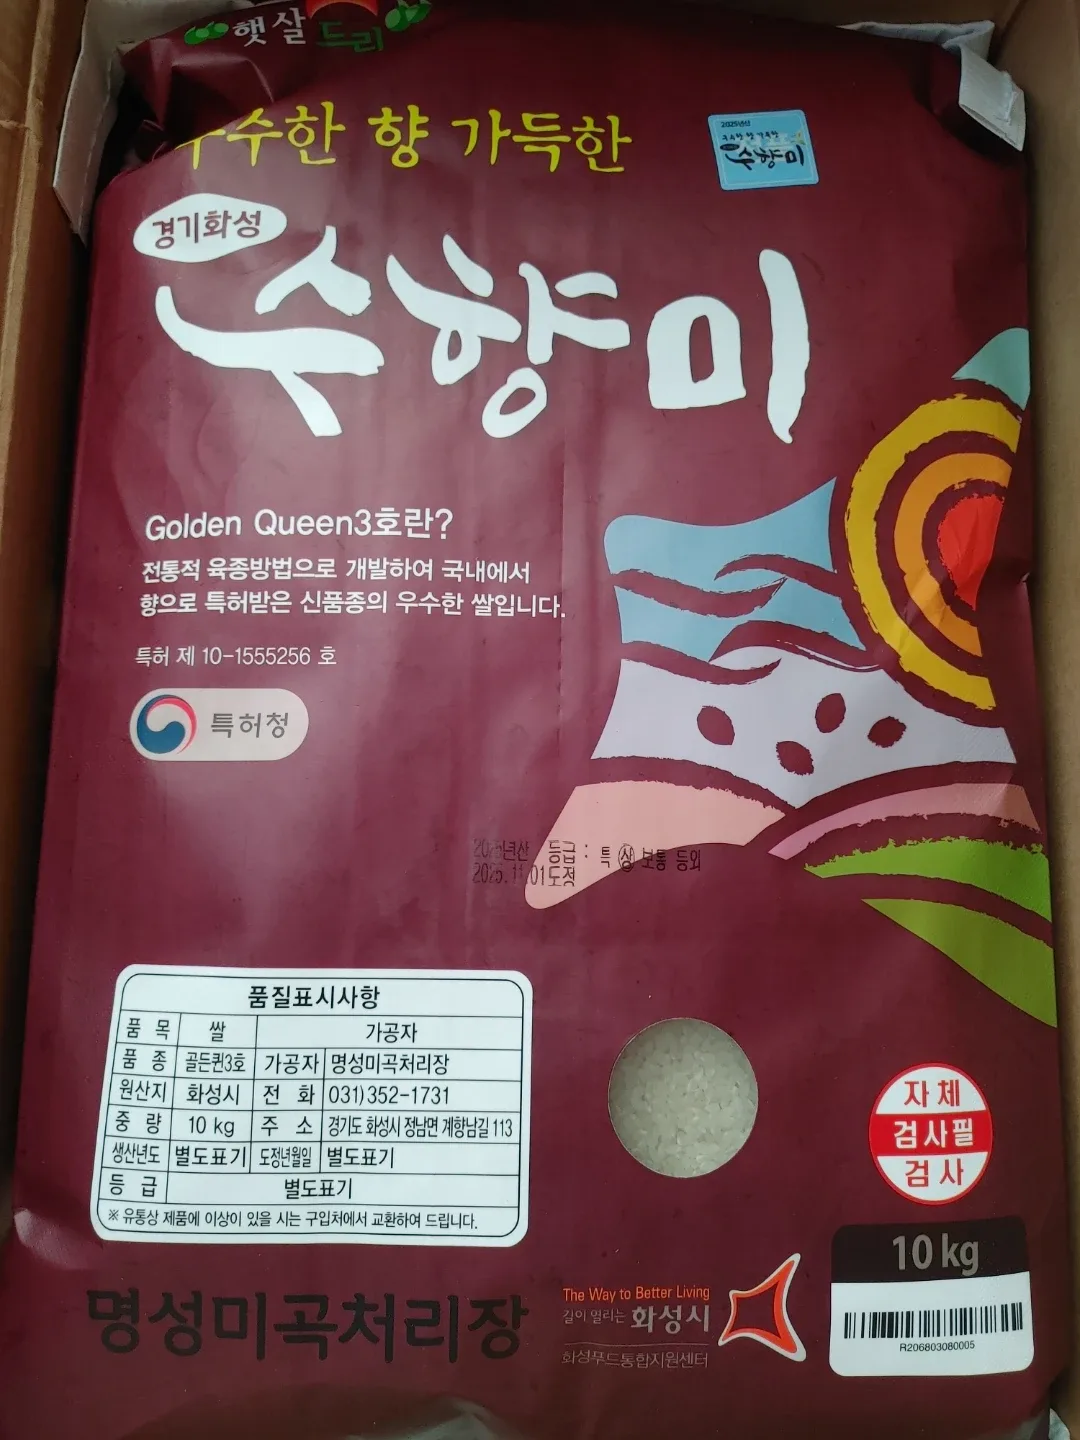 햇살드리
우수한 향 가득한
2025년산
수향미
경기화성
수향미
Golden Queen3호란?
전통적 육종방법으로 개발하여 국내에서
향으로 특허받은 신품종의 우수한 쌀입니다.
특허 제 10-1555256 호
특허청
2025년산 등급 : 특 상 보통 등외
2025.11.01도정
품질표시사항
품 목 쌀 가공자
품 종 골든퀸3호 가공자 명성미곡처리장
원산지 화성시 전 화 031)352-1731
중 량 10 kg 주 소 경기도 화성시 정남면 계향남길 113
생산년도 별도표기 도정년월일 별도표기
등 급 별도표기
※ 유통상 제품에 이상이 있을 시는 구입처에서 교환하여 드립니다.
자체
검사필
검사
10 kg
R206803080005
명성미곡처리장
The Way to Better Living
길이 열리는 화성시
화성푸드통합지원센터